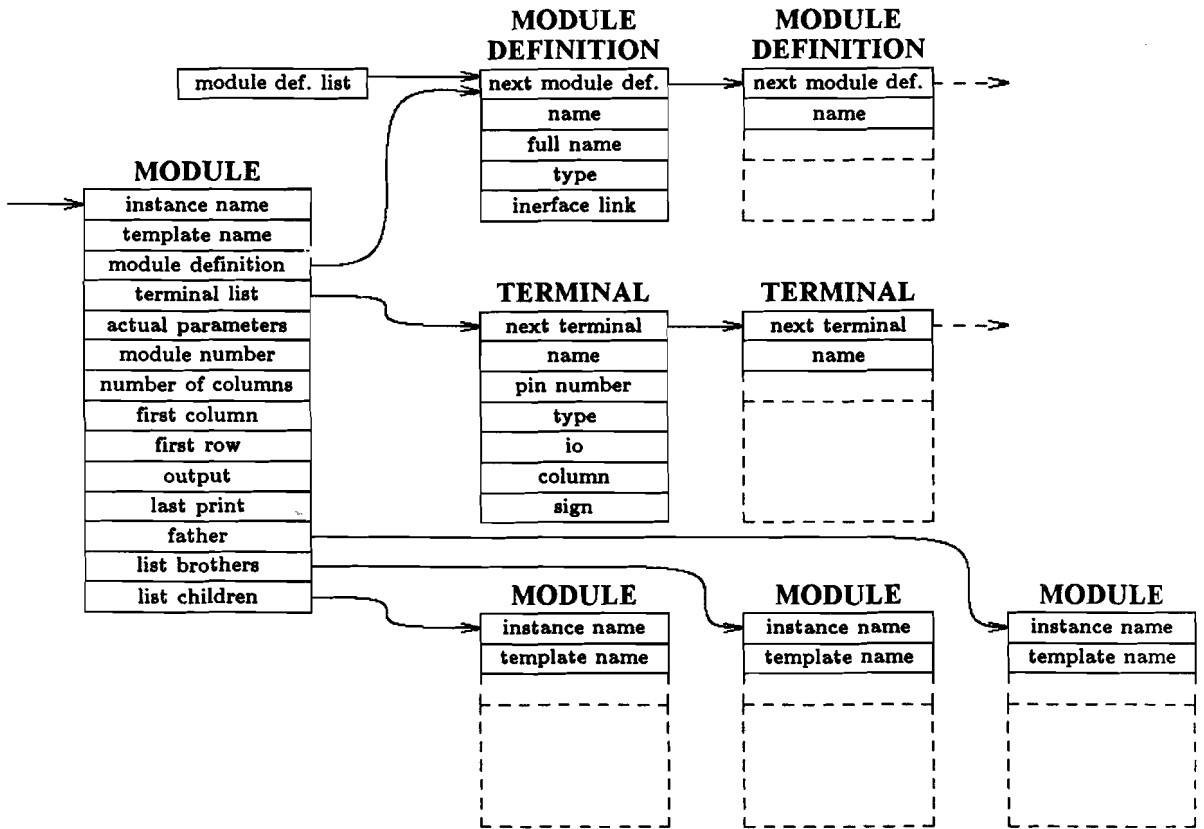 MODULE
DEFINITION
next module def.
name
full name
type
inerface link
MODULE
DEFINITION
next module def.
name
module def. list
MODULE
instance name
template name
module definition
terminal list
actual parameters
module number
number of columns
first column
first row
output
last print
father
list brothers
list children
TERMINAL
next terminal
name
pin number
type
io
column
sign
TERMINAL
next terminal
name
MODULE
instance name
template name
MODULE
instance name
template name
MODULE
instance name
template name